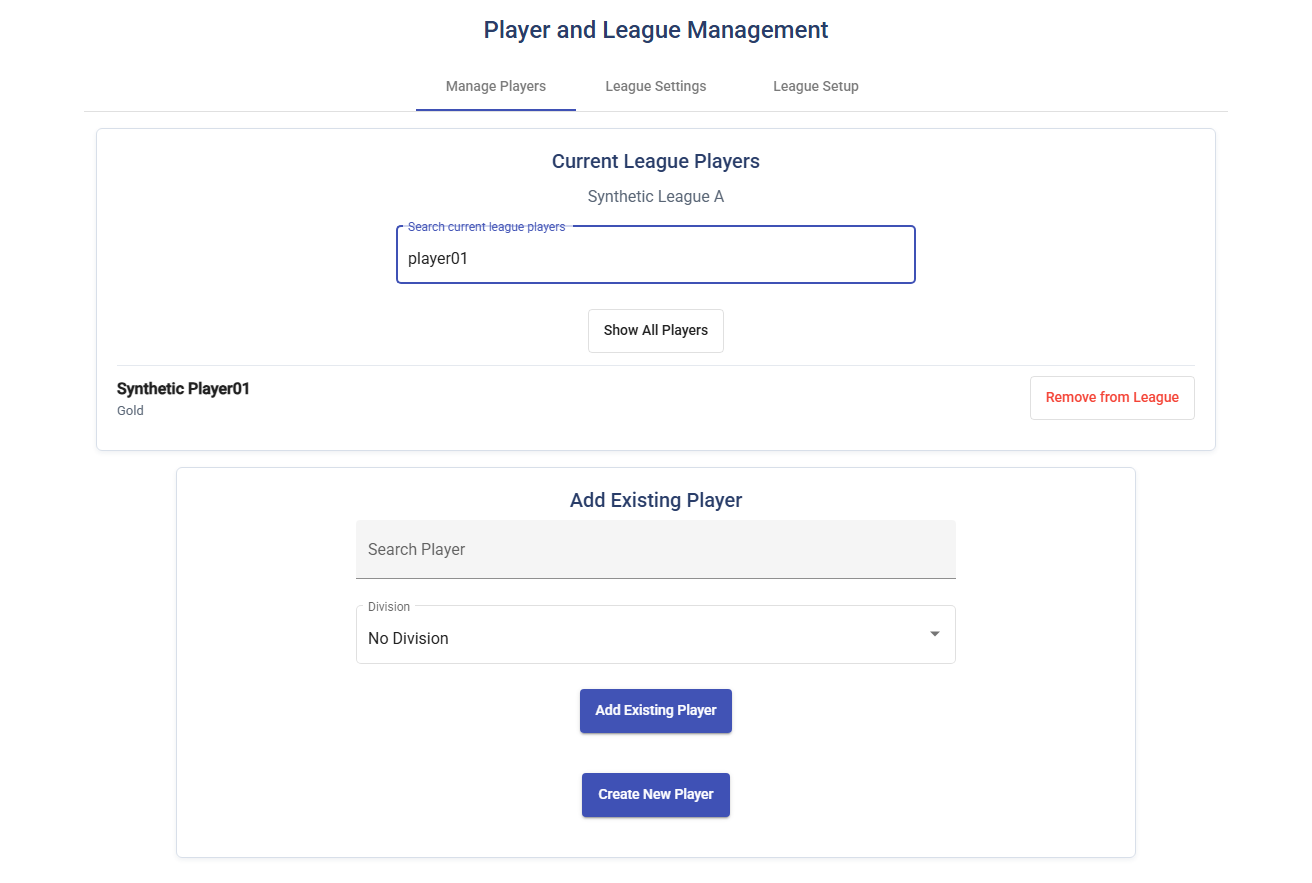 Player and League Management
Manage Players
League Settings
League Setup
Current League Players
Synthetic League A
Search current league players
player01
Show All Players
Synthetic Player01
Gold
Remove from League
Add Existing Player
Search Player
Division
No Division
Add Existing Player
Create New Player